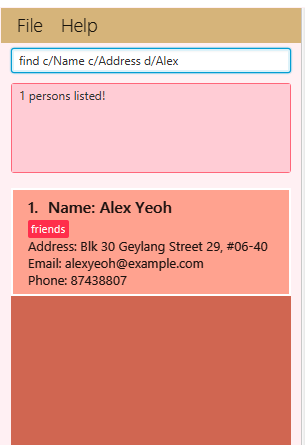 File Help
find c/Name c/Address d/Alex
1 persons listed!
1. Name: Alex Yeoh
friends
Address: Blk 30 Geylang Street 29, #06-40
Email: alexyeoh@example.com
Phone: 87438807